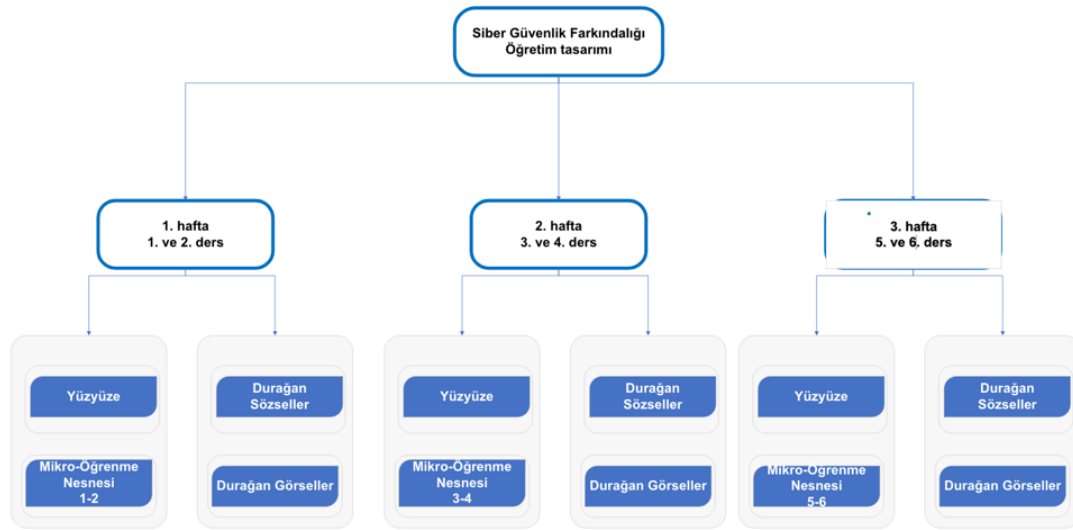 Siber Güvenlik Farkındalığı
Öğretim tasarımı
1. hafta
1. ve 2. ders
2. hafta
3. ve 4. ders
3. hafta
5. ve 6. ders
Yüzyüze
Mikro-Öğrenme
Nesnesi
1-2
Durağan
Sözseller
Durağan Görseller
Yüzyüze
Mikro-Öğrenme
Nesnesi
3-4
Durağan
Sözseller
Durağan Görseller
Yüzyüze
Mikro-Öğrenme
Nesnesi
5-6
Durağan
Sözseller
Durağan Görseller